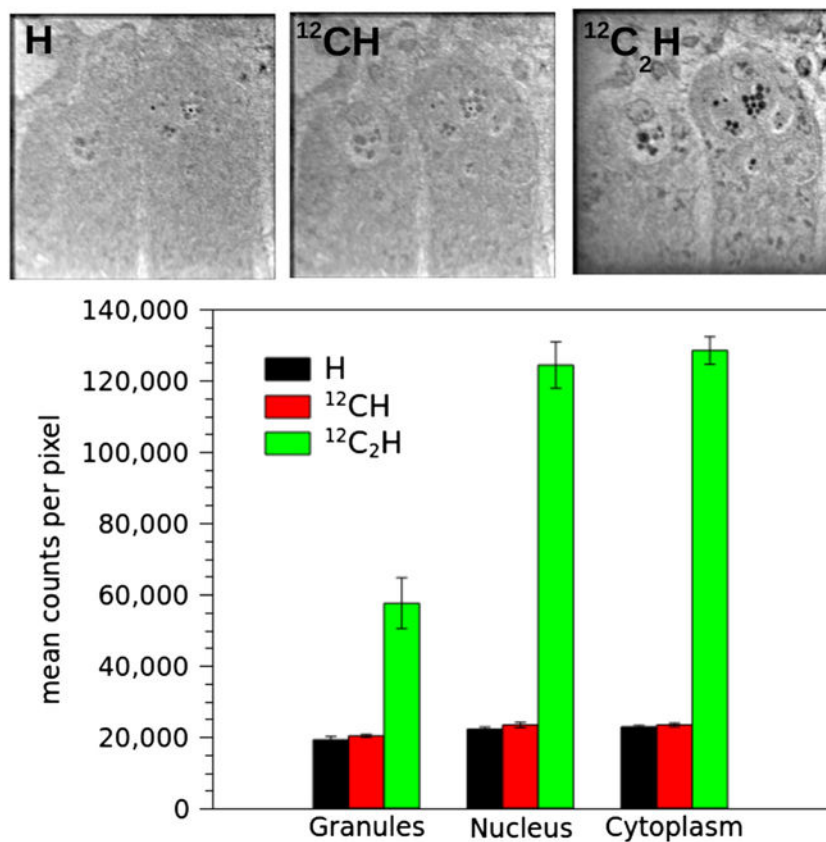 H
¹²CH
¹²C₂H
140,000
120,000
100,000
80,000
60,000
40,000
20,000
0
mean counts per pixel
H
¹²CH
¹²C₂H
Granules Nucleus Cytoplasm